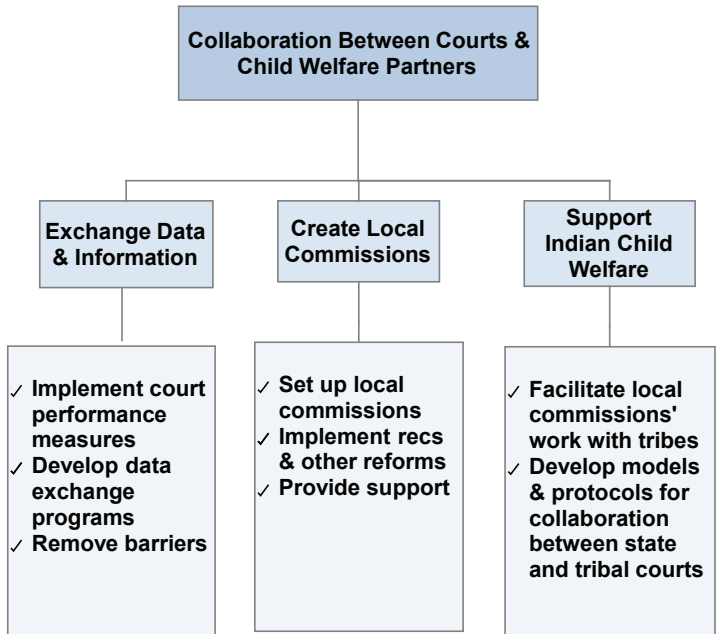 Collaboration Between Courts &
Child Welfare Partners
Exchange Data
& Information
Create Local
Commissions
Support
Indian Child
Welfare
✓ Implement court
performance
measures
✓ Develop data
exchange
programs
✓ Remove barriers
✓ Set up local
commissions
✓ Implement recs
& other reforms
✓ Provide support
✓ Facilitate local
commissions'
work with tribes
✓ Develop models
& protocols for
collaboration
between state
and tribal courts